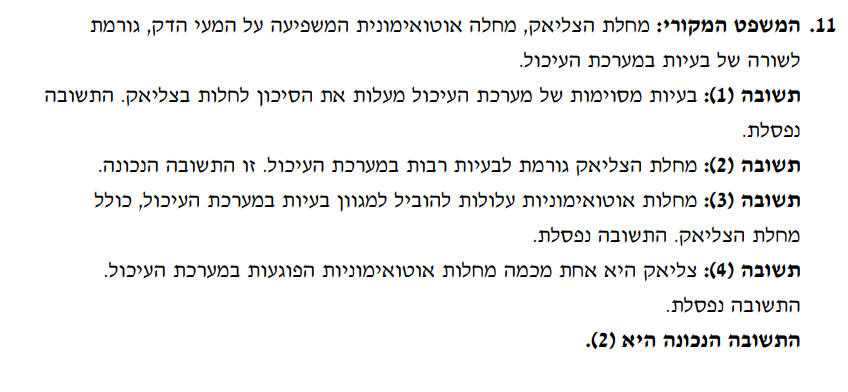 11. המשפט המקורי: מחלת הצליאק, מחלה אוטואימונית המשפיעה על המעי הדק, גורמת
לשורה של בעיות במערכת העיכול.
תשובה (1): בעיות מסוימות של מערכת העיכול מעלות את הסיכון לחלות בצליאק. התשובה
נפסלת.
תשובה (2): מחלת הצליאק גורמת לבעיות רבות במערכת העיכול. זו התשובה הנכונה.
תשובה (3): מחלות אוטואימוניות עלולות להוביל למגוון בעיות במערכת העיכול, כולל
מחלת הצליאק. התשובה נפסלת.
תשובה (4): צליאק היא אחת מכמה מחלות אוטואימוניות הפוגעות במערכת העיכול.
התשובה נפסלת.
התשובה הנכונה היא (2).